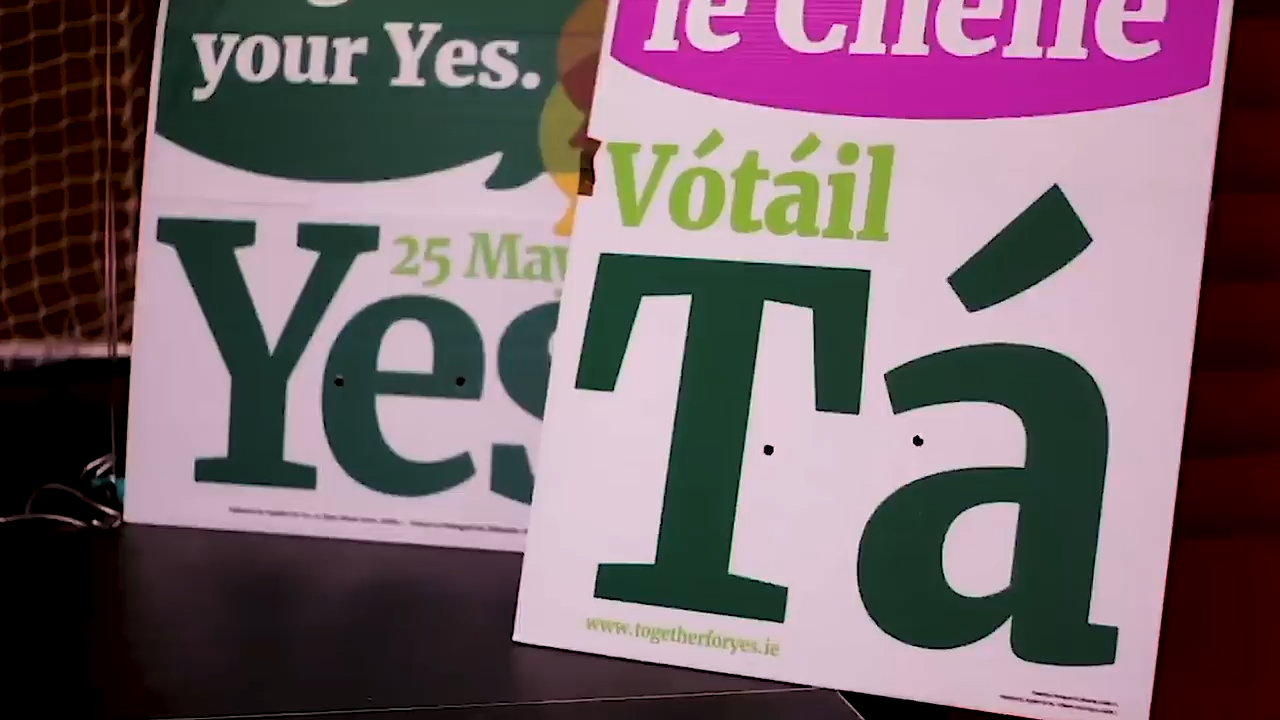 your Yes.
25 May
Yes
le Chéile
Vótáil
Tá
www.togetherforyes.ie